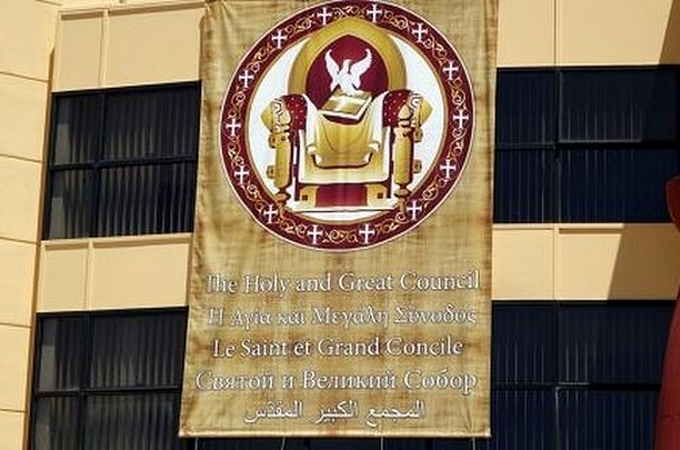 The Holy and Great Council
Η Αγία και Μεγάλη Σύνοδος
Le Saint et Grand Concile
Святой и Великий Собор
المجمع الكبير المقدّس